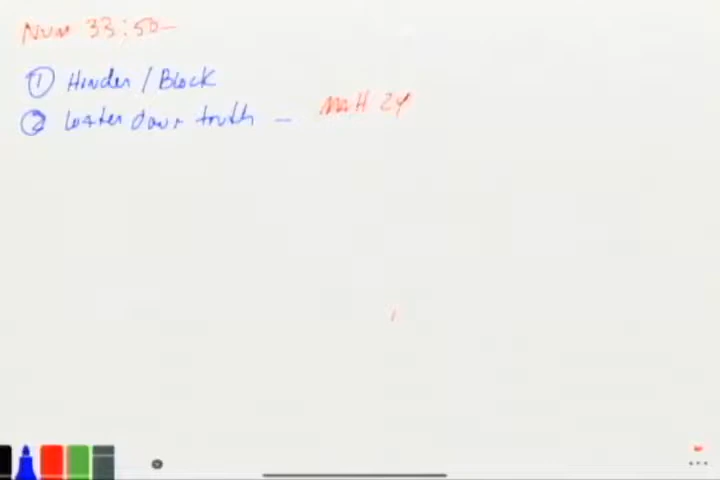 Num 33:50-
① Hinder / Block
② Water down truth - Matt 24